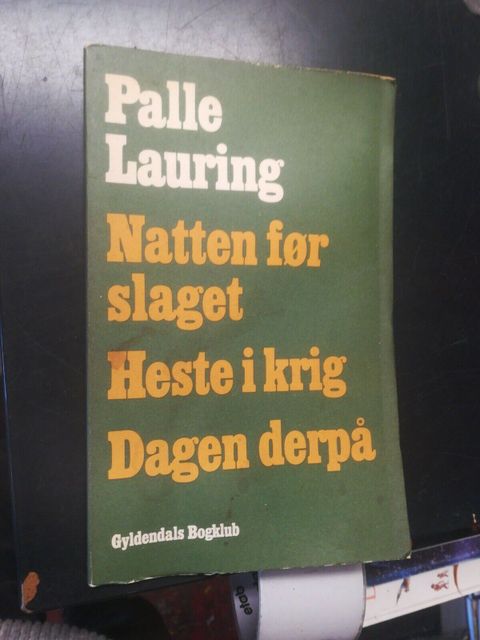 Palle
Lauring
Natten før
slaget
Heste i krig
Dagen derpå
Gyldendals Bogklub